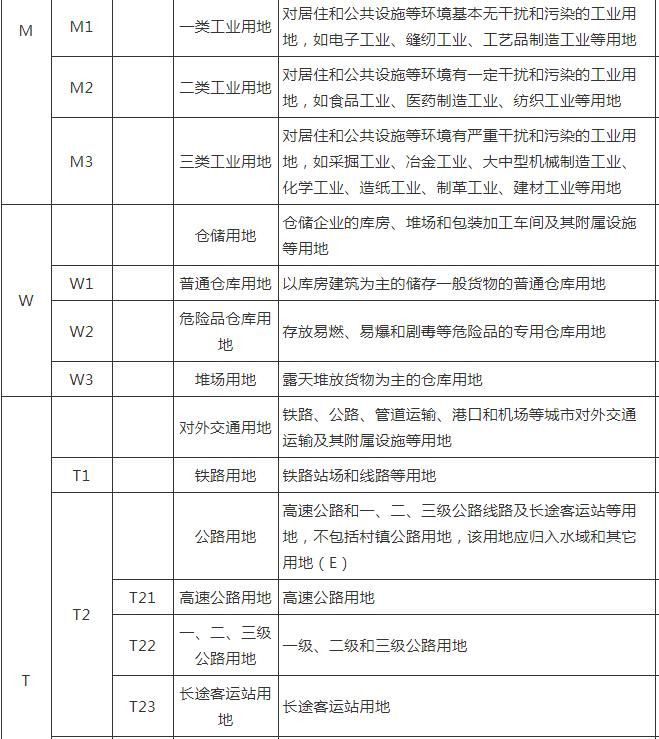 M
M1
一类工业用地
对居住和公共设施等环境基本无干扰和污染的工业用
地，如电子工业、缝纫工业、工艺品制造工业等用地
M2
二类工业用地
对居住和公共设施等环境有一定干扰和污染的工业用
地，如食品工业、医药制造工业、纺织工业等用地
M3
三类工业用地
对居住和公共设施等环境有严重干扰和污染的工业用
地，如采掘工业、冶金工业、大中型机械制造工业、
化学工业、造纸工业、制革工业、建材工业等用地
W
仓储用地
仓储企业的库房、堆场和包装加工车间及其附属设施
等用地
W1
普通仓库用地
以库房建筑为主的储存一般货物的普通仓库用地
W2
危险品仓库用
地
存放易燃、易爆和剧毒等危险品的专用仓库用地
W3
堆场用地
露天堆放货物为主的仓库用地
T
对外交通用地
铁路、公路、管道运输、港口和机场等城市对外交通
运输及其附属设施等用地
T1
铁路用地
铁路站场和线路等用地
T2
公路用地
高速公路和一、二、三级公路线路及长途客运站等用
地，不包括村镇公路用地，该用地应归入水域和其它
用地（E）
T21
高速公路用地
高速公路用地
T22
一、二、三级
公路用地
一级、二级和三级公路用地
T23
长途客运站用
地
长途客运站用地